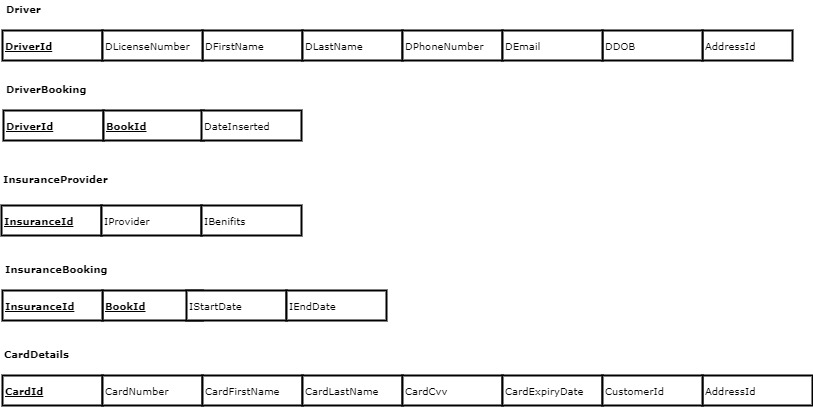 Driver
DriverId DLicenseNumber DFirstName DLastName DPhoneNumber DEmail DDOB AddressId
DriverBooking
DriverId BookId DateInserted
InsuranceProvider
InsuranceId IProvider IBenifits
InsuranceBooking
InsuranceId BookId IStartDate IEndDate
CardDetails
CardId CardNumber CardFirstName CardLastName CardCvv CardExpiryDate CustomerId AddressId